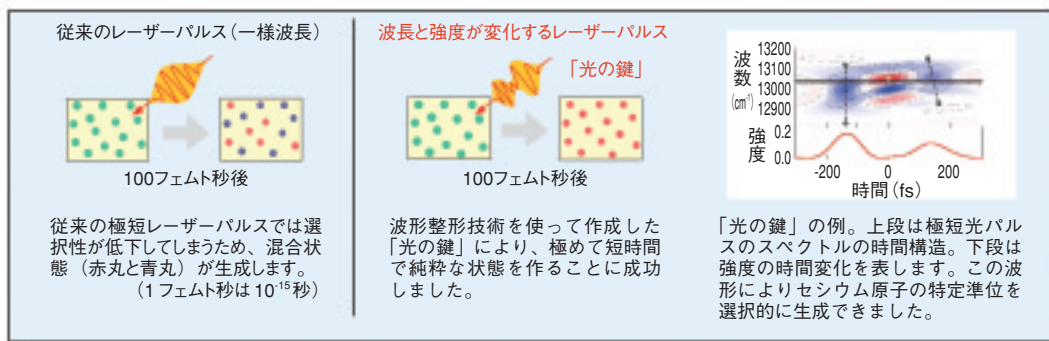 従来のレーザーパルス(一様波長)
100フェムト秒後
従来の極短レーザーパルスでは選
択性が低下してしまうため、混合状
態（赤丸と青丸）が生成します。
（1フェムト秒は10⁻¹⁵秒）
波長と強度が変化するレーザーパルス
「光の鍵」
100フェムト秒後
波形整形技術を使って作成した
「光の鍵」により、極めて短時間
で純粋な状態を作ることに成功
しました。
波数
(cm⁻¹)
13200
13100
13000
12900
強度
0.2
0.0
-200 0 200
時間(fs)
「光の鍵」の例。上段は極短光パル
スのスペクトルの時間構造。下段は
強度の時間変化を表します。この波
形によりセシウム原子の特定準位を
選択的に生成できました。